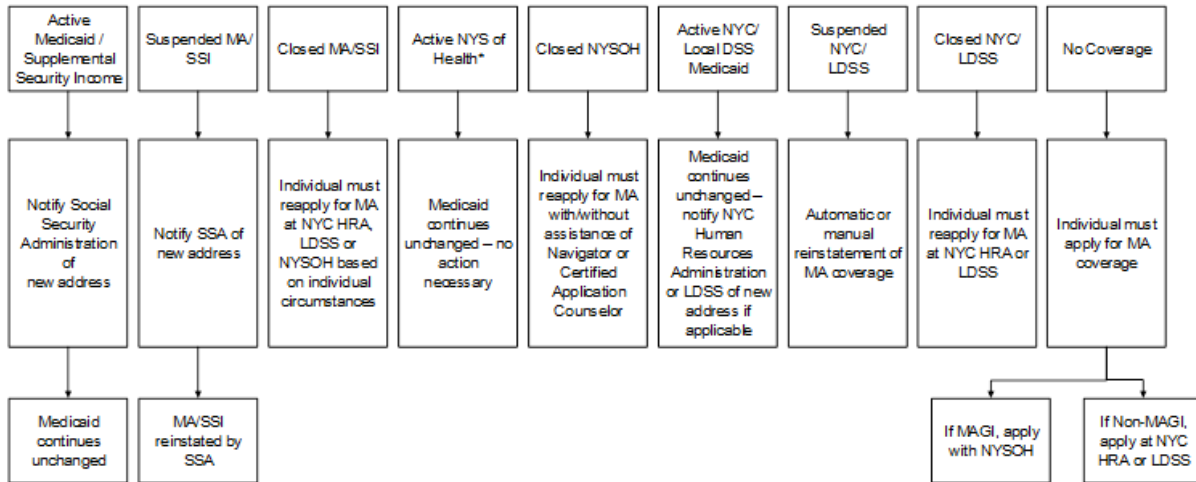 Active
Medicaid /
Supplemental
Security Income
Suspended MA/
SSI
Closed MA/SSI
Active NYS of
Health*
Closed NYSOH
Active NYC/
Local DSS
Medicaid
Suspended
NYC/
LDSS
Closed NYC/
LDSS
No Coverage
Notify Social
Security
Administration
of
new address
Notify SSA of
new address
Individual must
reapply for MA
at NYC HRA,
LDSS or
NYSOH based
on individual
circumstances
Medicaid
continues
unchanged – no
action
necessary
Individual must
reapply for MA
with/without
assistance of
Navigator or
Certified
Application
Counselor
Medicaid
continues
unchanged –
notify NYC
Human
Resources
Administration
or LDSS of new
address if
applicable
Automatic or
manual
reinstatement of
MA coverage
Individual must
reapply for MA
at NYC HRA or
LDSS
Individual must
apply for MA
coverage
Medicaid
continues
unchanged
MA/SSI
reinstated by
SSA
If MAGI, apply
with NYSOH
If Non-MAGI,
apply at NYC
HRA or LDSS